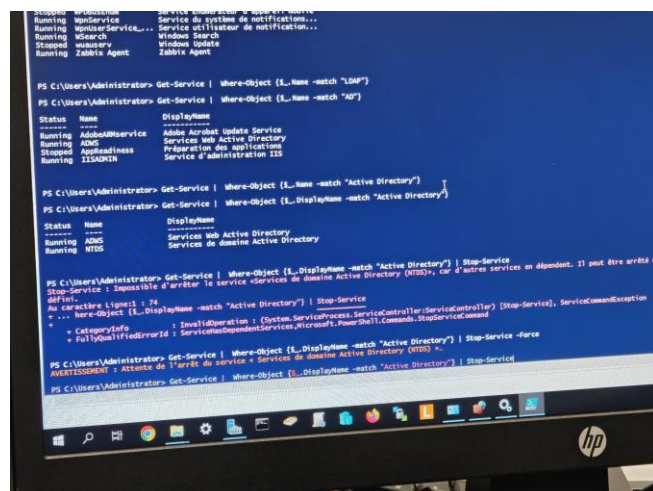 Stopped WPDBusEnum Service énumérateur d'appareil mobile
Running WpnService Service du système de notifications...
Running WpnUserService_... Service utilisateur de notification...
Running WSearch Windows Search
Stopped wuauserv Windows Update
Running Zabbix Agent Zabbix Agent
PS C:\Users\Administrator> Get-Service | Where-Object {$_.Name -match "LDAP"}
PS C:\Users\Administrator> Get-Service | Where-Object {$_.Name -match "AD"}
Status Name DisplayName
------ ---- -----------
Running AdobeARMservice Adobe Acrobat Update Service
Running ADWS Services Web Active Directory
Stopped AppReadiness Préparation des applications
Running IISADMIN Service d'administration IIS
PS C:\Users\Administrator> Get-Service | Where-Object {$_.Name -match "Active Directory"}
PS C:\Users\Administrator> Get-Service | Where-Object {$_.DisplayName -match "Active Directory"}
Status Name DisplayName
------ ---- -----------
Running ADWS Services Web Active Directory
Running NTDS Services de domaine Active Directory
PS C:\Users\Administrator> Get-Service | Where-Object {$_.DisplayName -match "Active Directory"} | Stop-Service
Stop-Service : Impossible d'arrêter le service «Services de domaine Active Directory (NTDS)», car d'autres services en dépendent. Il peut être arrêté
défini.
Au caractère Ligne:1 : 74
+ ... here-Object {$_.DisplayName -match "Active Directory"} | Stop-Service
+
+ CategoryInfo : InvalidOperation : (System.ServiceProcess.ServiceController:ServiceController) [Stop-Service], ServiceCommandException
+ FullyQualifiedErrorId : ServiceHasDependentServices,Microsoft.PowerShell.Commands.StopServiceCommand
PS C:\Users\Administrator> Get-Service | Where-Object {$_.DisplayName -match "Active Directory"} | Stop-Service -Force
AVERTISSEMENT : Attente de l'arrêt du service « Services de domaine Active Directory (NTDS) »…
PS C:\Users\Administrator> Get-Service | Where-Object {$_.DisplayName -match "Active Directory"} | Stop-Service
L
hp